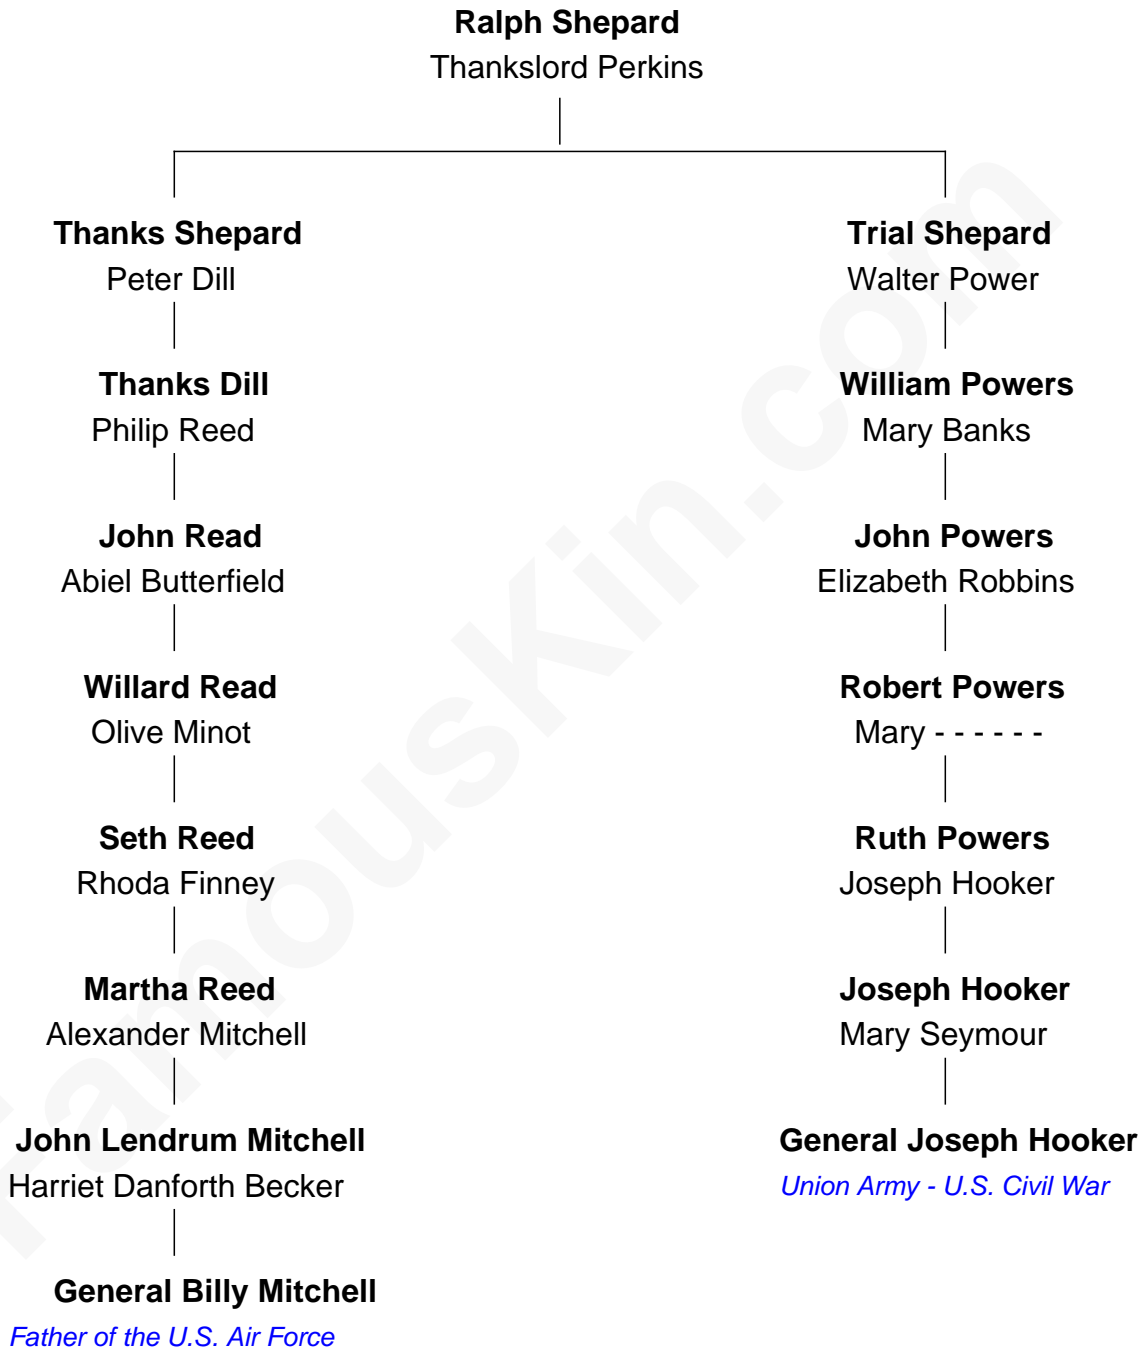 Ralph Shepard
Thankslord Perkins
Thanks Shepard
Peter Dill
Thanks Dill
Philip Reed
John Read
Abiel Butterfield
Willard Read
Olive Minot
Seth Reed
Rhoda Finney
Martha Reed
Alexander Mitchell
John Lendrum Mitchell
Harriet Danforth Becker
General Billy Mitchell
Father of the U.S. Air Force
Trial Shepard
Walter Power
William Powers
Mary Banks
John Powers
Elizabeth Robbins
Robert Powers
Mary - - - - - -
Ruth Powers
Joseph Hooker
Joseph Hooker
Mary Seymour
General Joseph Hooker
Union Army - U.S. Civil War
FamousKin.com